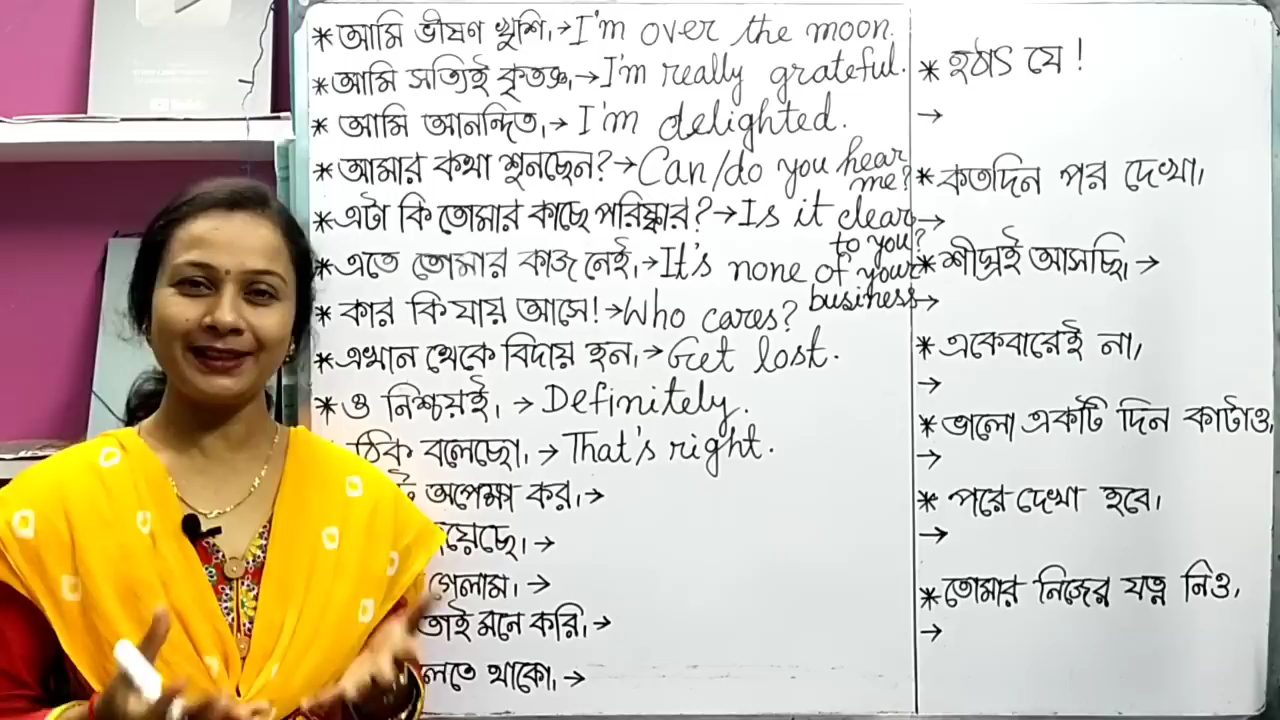 * আমি ভীষণ খুশি।→I'm over the moon.
* আমি সত্যিই কৃতজ্ঞ।→I'm really grateful.
* আমি আনন্দিত।→ I'm delighted.
* আমার কথা শুনছেন?→Can/do you hear
me?
* এটা কি তোমার কাছে পরিষ্কার?→Is it clear
to you?
* এতে তোমার কাজ নেই।→It's none of your
business
* কার কি যায় আসে!→Who cares?
* এখান থেকে বিদায় হন।→Get lost.
* ও নিশ্চয়ই। → Definitely.
ঠিক বলেছো।→That's right.
অপেক্ষা কর।→
য়েছে।→
গেলাম।→
তাই মনে করি।→
লতে থাকো।→
* হঠাৎ যে!
→
* কতদিন পর দেখা।
→
* শীঘ্রই আসছি।→
→
* একেবারেই না।
→
* ভালো একটি দিন কাটাও।
→
* পরে দেখা হবে।
→
* তোমার নিজের যত্ন নিও।
→